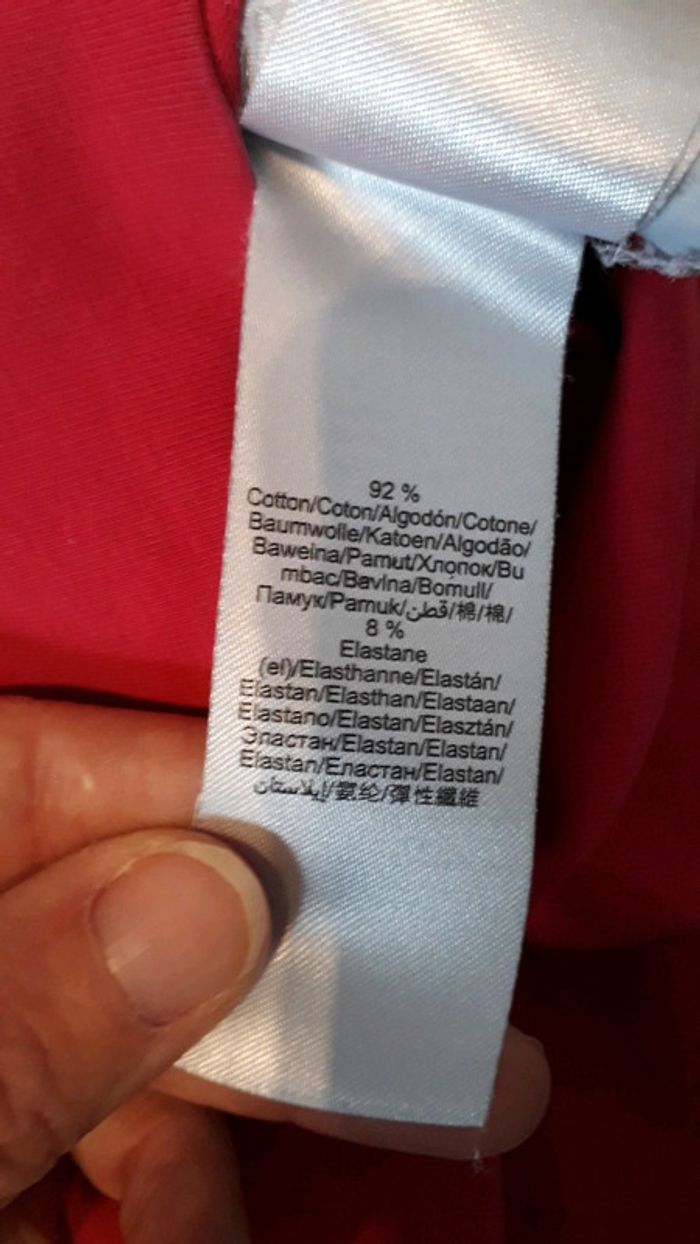 92 %
Cotton/Coton/Algodón/Cotone/
Baumwolle/Katoen/Algodão/
Bawełna/Pamut/Хлопок/Bu
mbac/Bavlna/Bomull/
Памук/Pamuk/قطن/棉/棉/
8 %
Elastane
(el)/Elasthanne/Elastán/
Elastan/Elasthan/Elastaan/
Elastano/Elastan/Elasztán/
Эластан/Elastan/Elastan/
Elastan/Еластан/Elastan/
إيلاستان/氨纶/彈性纖維